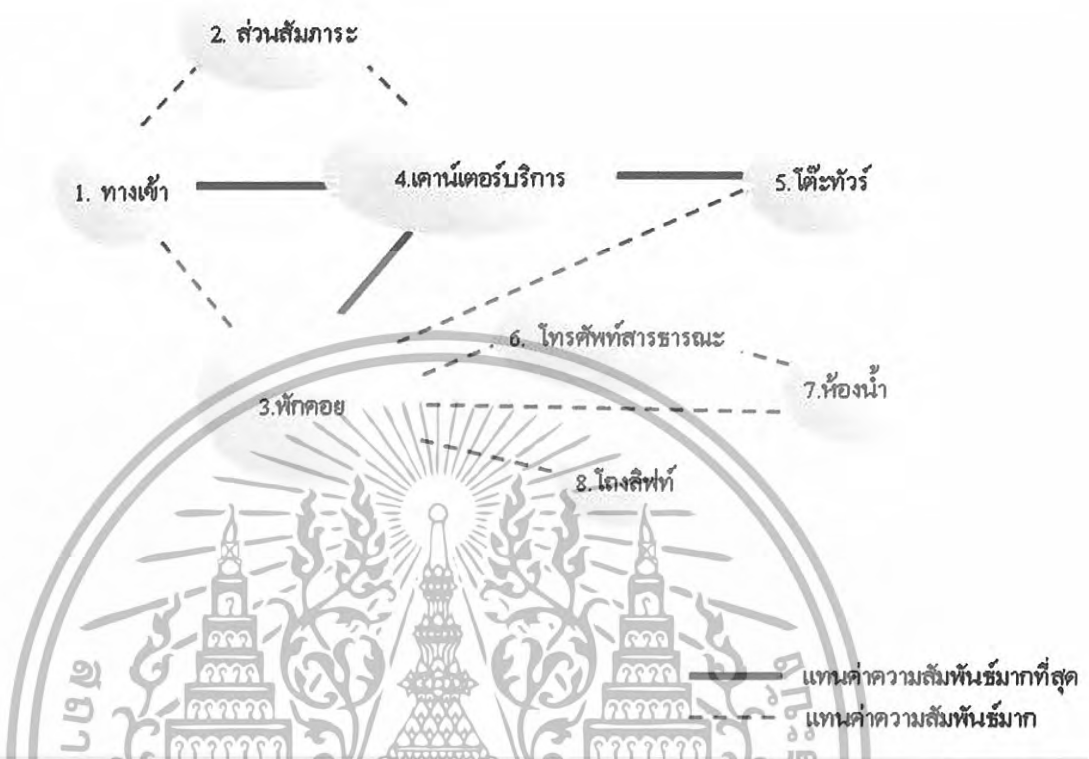 2. ส่วนสัมภาระ
1. ทางเข้า
4.เคาน์เตอร์บริการ
5.โต๊ะทัวร์
6. โทรศัพท์สารธารณะ
7.ห้องน้ำ
3.พักคอย
8.โถงลิฟท์
แทนค่าความสัมพันธ์มากที่สุด
แทนค่าความสัมพันธ์มาก